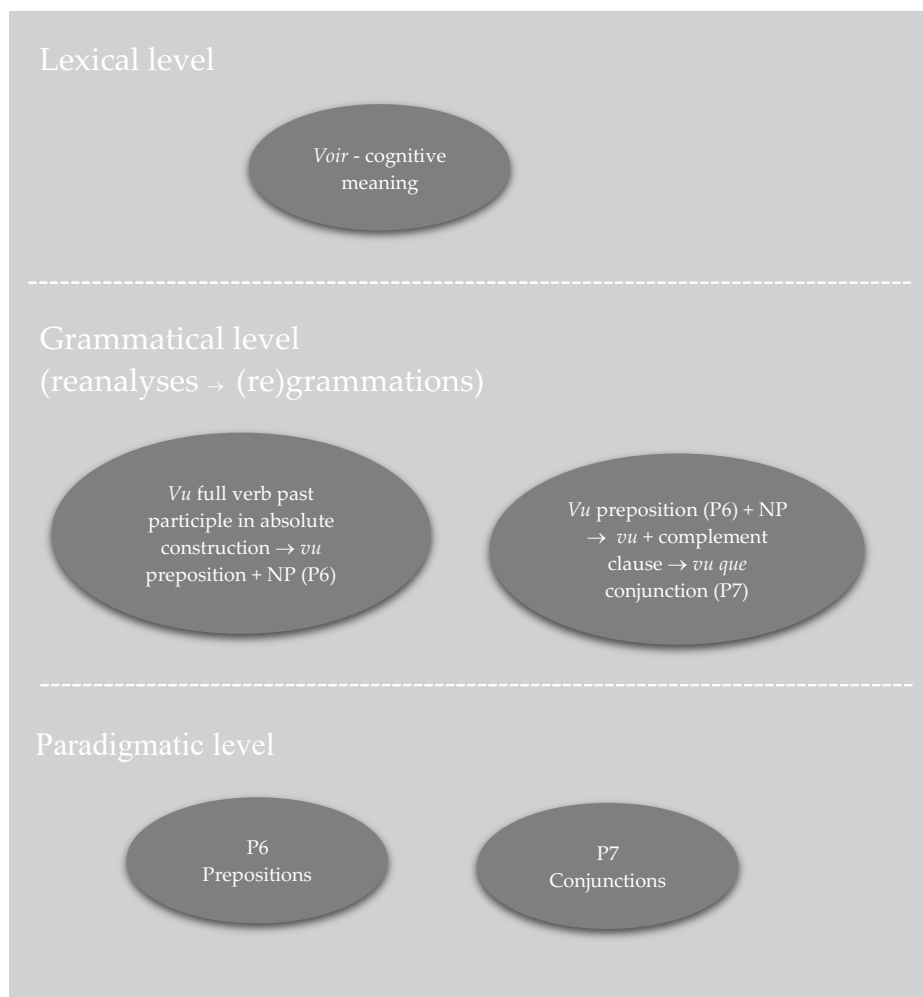 Lexical level
Voir - cognitive
meaning
Grammatical level
(reanalyses → (re)grammations)
Vu full verb past
participle in absolute
construction → vu
preposition + NP (P6)
Vu preposition (P6) + NP
→ vu + complement
clause → vu que
conjunction (P7)
Paradigmatic level
P6
Prepositions
P7
Conjunctions